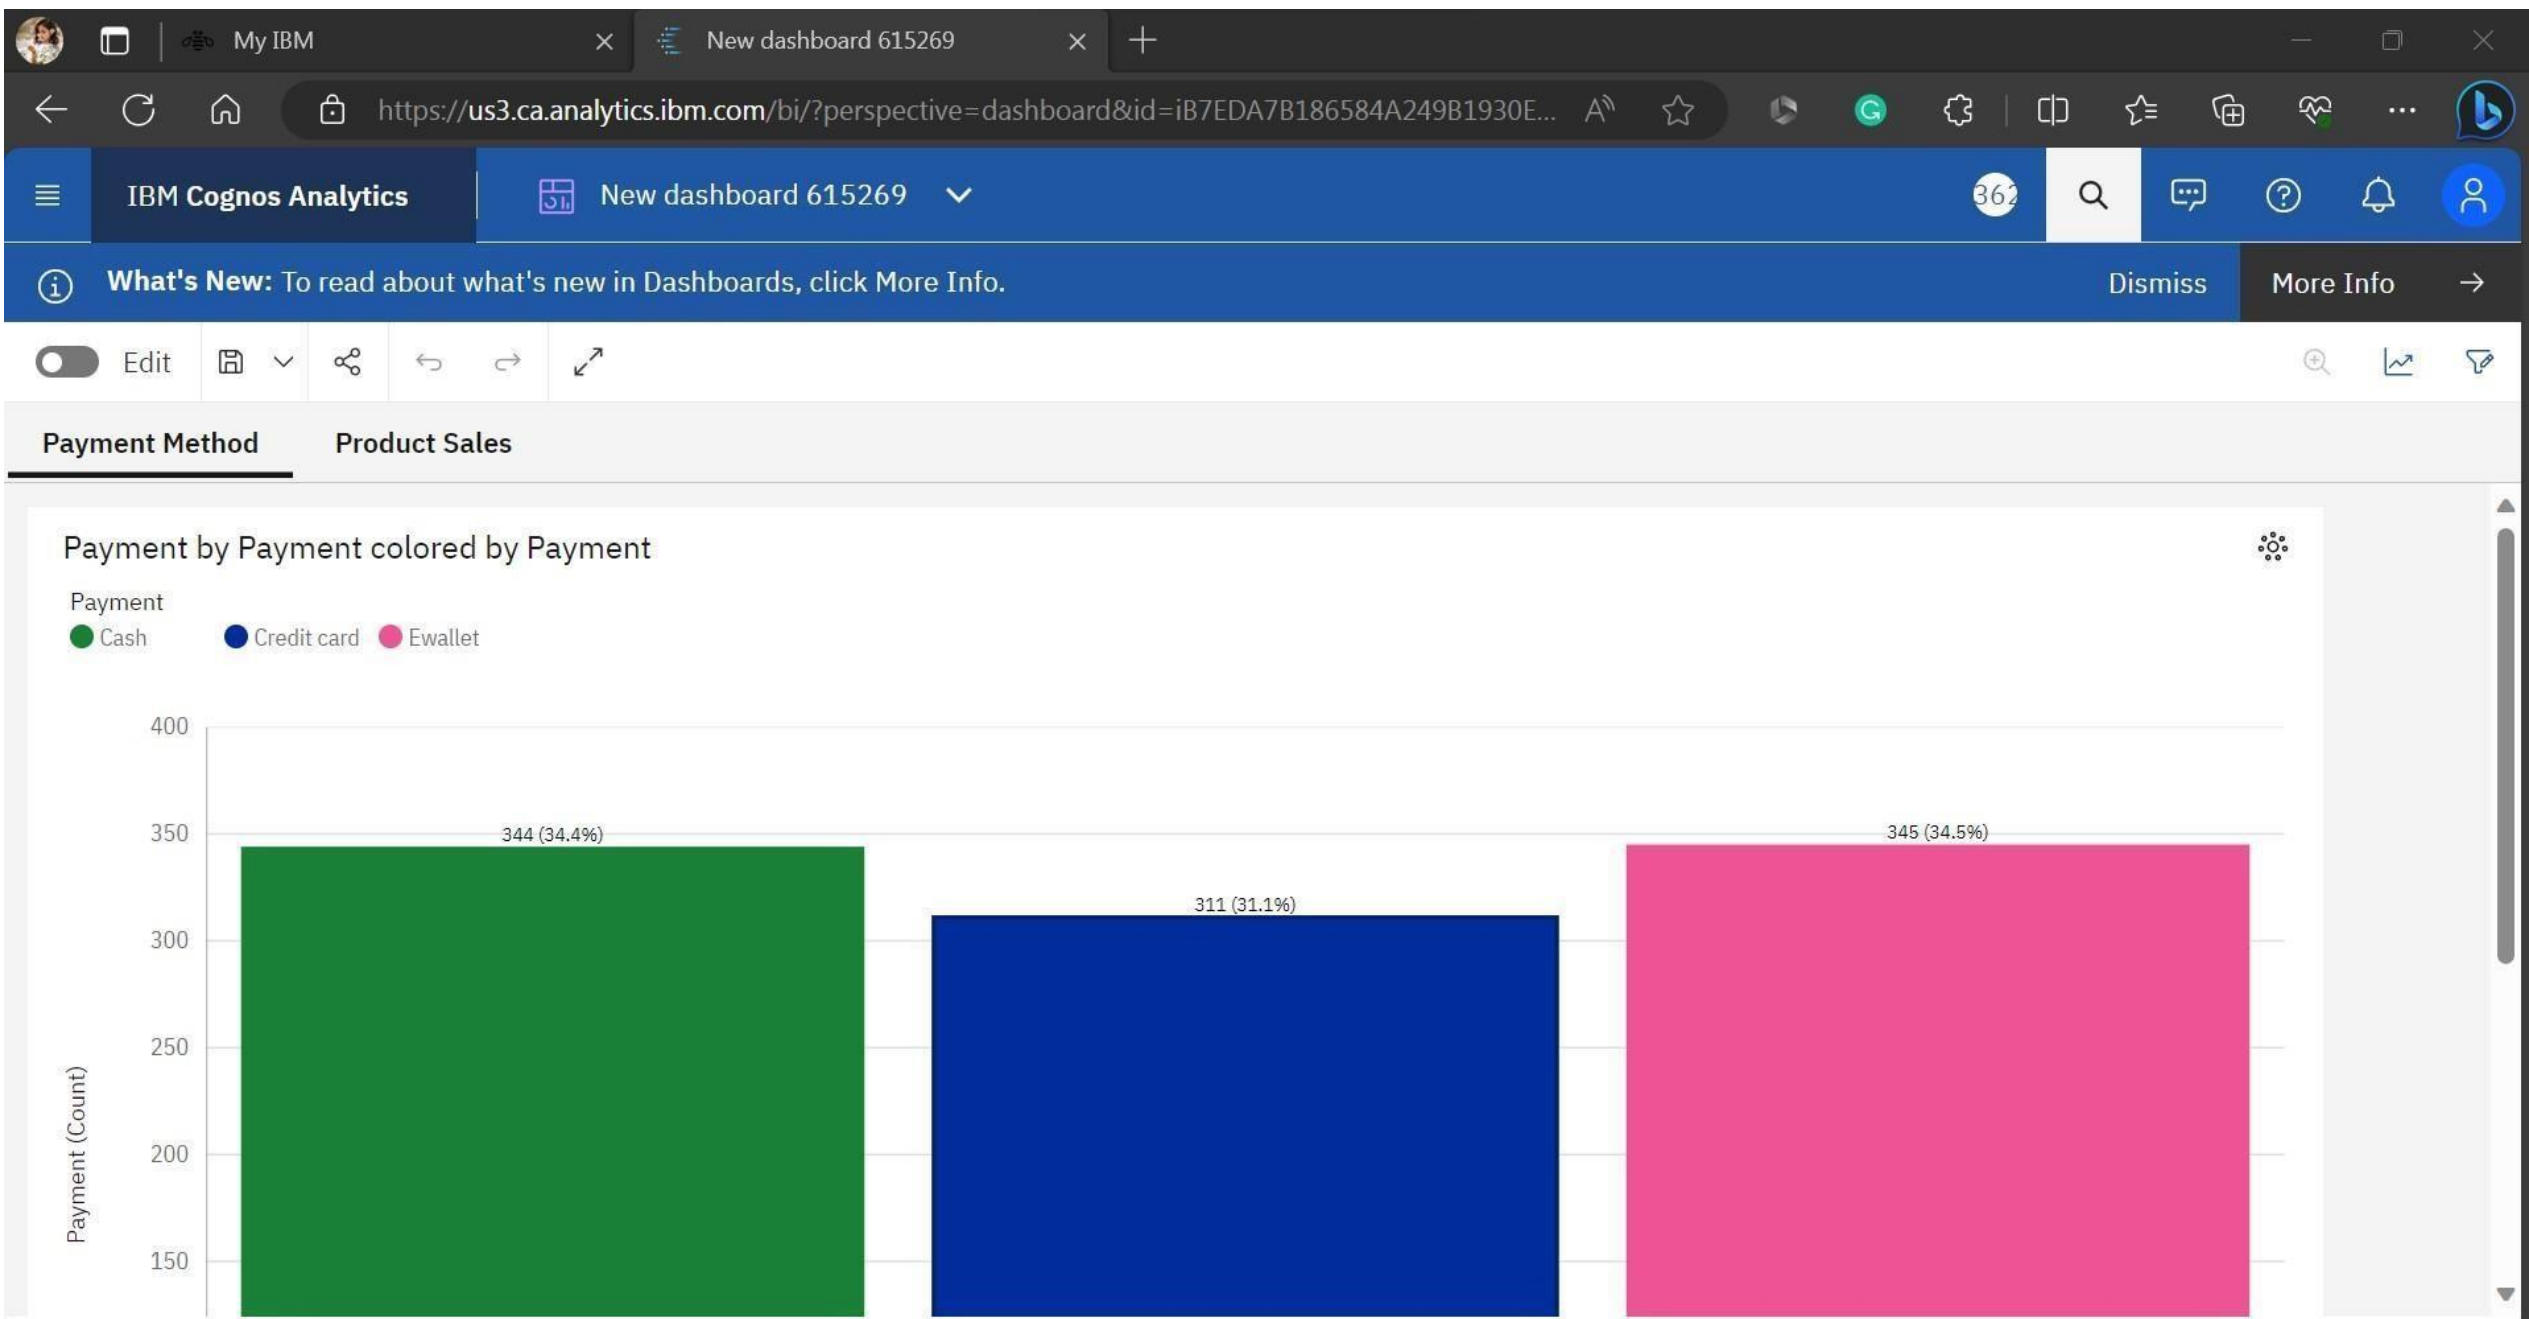 My IBM
New dashboard 615269
https://us3.ca.analytics.ibm.com/bi/?perspective=dashboard&id=iB7EDA7B186584A249B1930E...
IBM Cognos Analytics
New dashboard 615269
362
What's New: To read about what's new in Dashboards, click More Info.
Dismiss
More Info
Edit
Payment Method
Product Sales
Payment by Payment colored by Payment
Payment
Cash
Credit card
Ewallet
400
350
300
250
200
150
Payment (Count)
344 (34.4%)
311 (31.1%)
345 (34.5%)